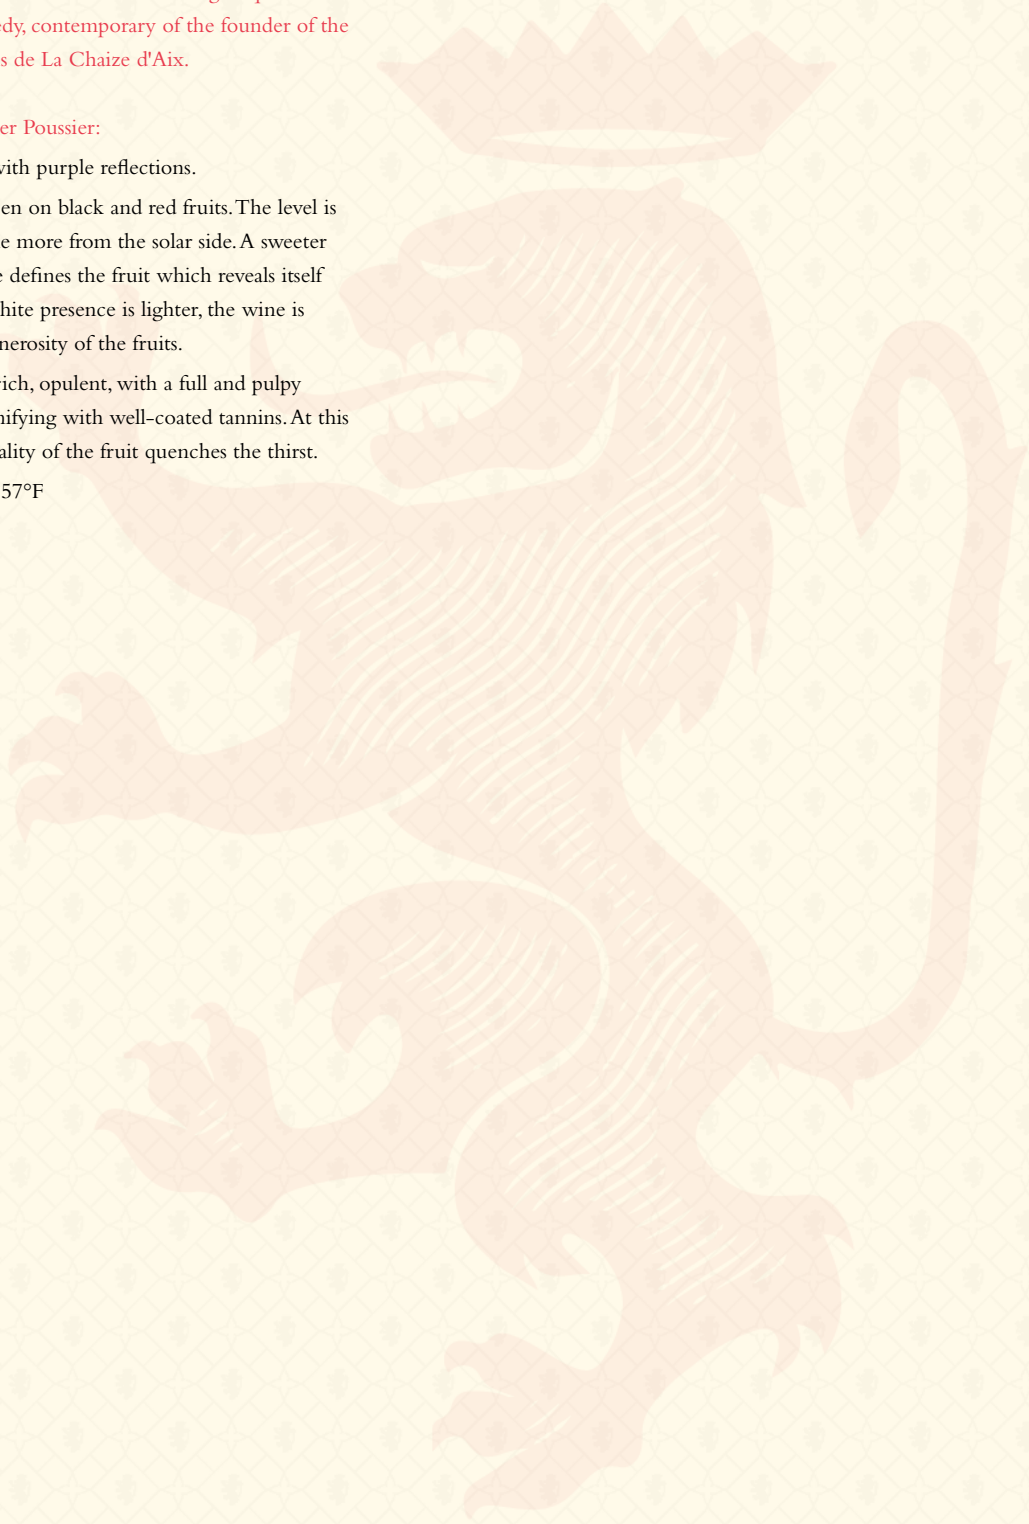 edy, contemporary of the founder of the
s de La Chaize d'Aix.
er Poussier:
with purple reflections.
en on black and red fruits. The level is
e more from the solar side. A sweeter
e defines the fruit which reveals itself
hite presence is lighter, the wine is
nerosity of the fruits.
rich, opulent, with a full and pulpy
nifying with well-coated tannins. At this
ality of the fruit quenches the thirst.
57°F